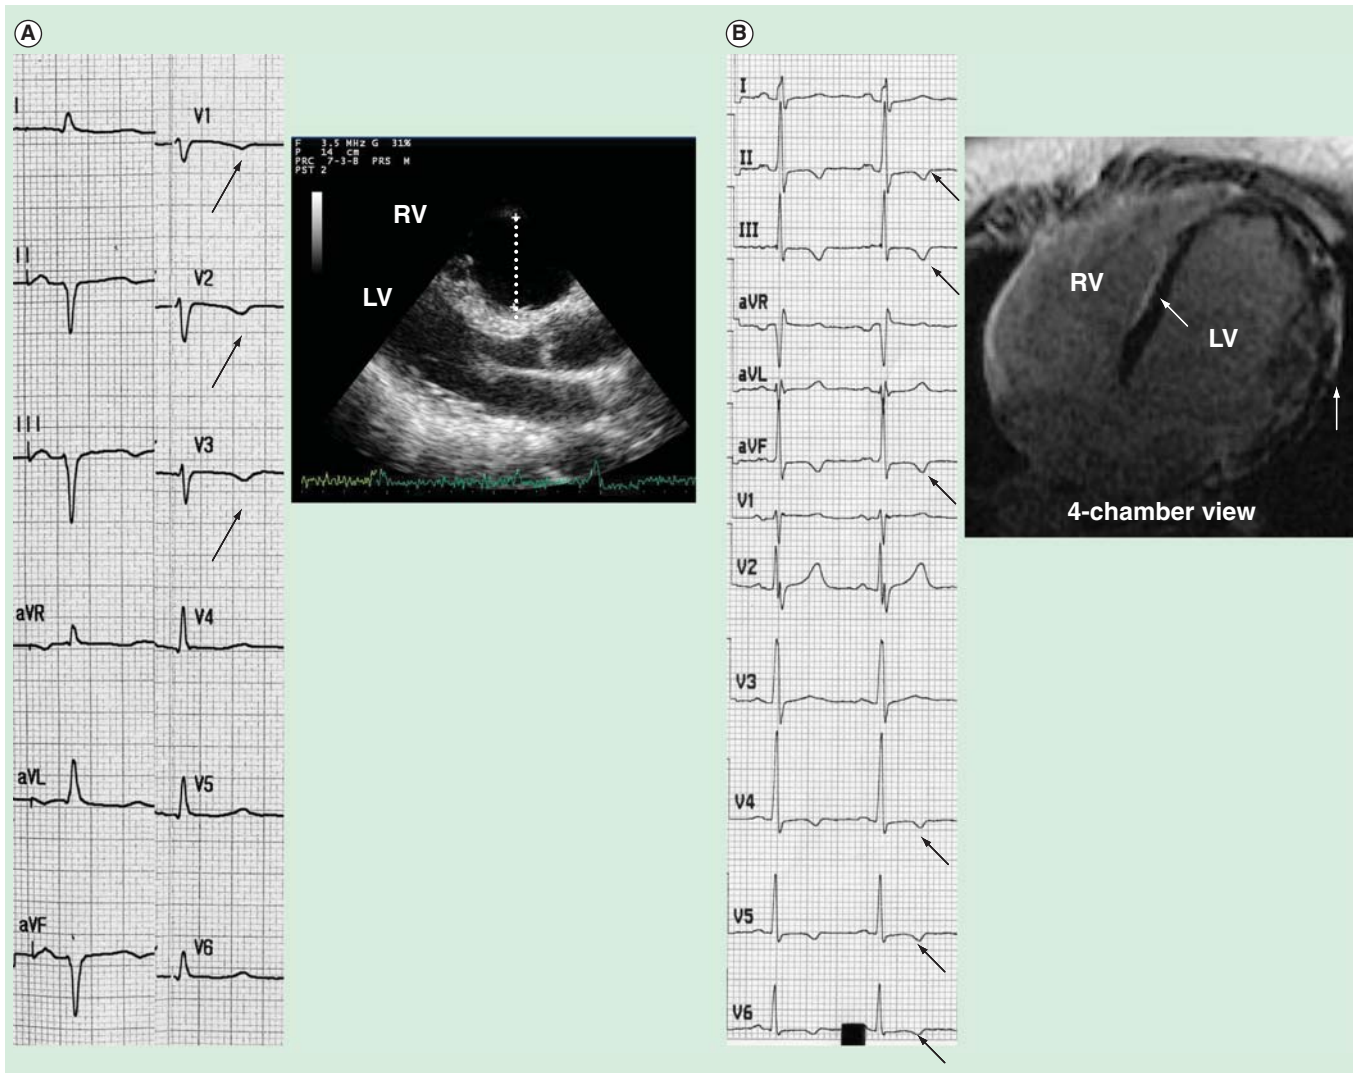 A
I
V1
II
V2
III
V3
aVR
V4
aVL
V5
aVF
V6
F 3.5 MHz G 31%
P 14 cm
PRC 7-3-B PRS M
PST 2
RV
LV
B
I
II
III
aVR
aVL
aVF
V1
V2
V3
V4
V5
V6
RV
LV
4-chamber view